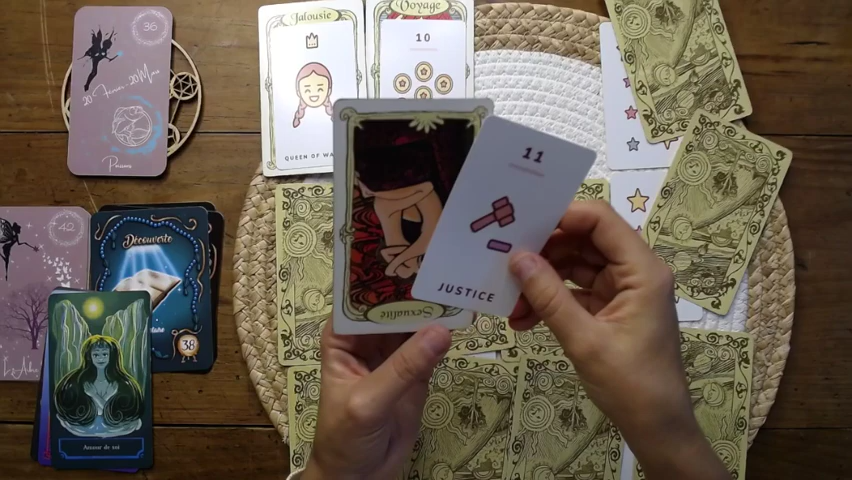 36
20 Février - 20 Mars
Poissons
Jalousie
QUEEN OF WA
Voyage
10
11
JUSTICE
Sexualité
42
Découverte
38
Amour de soi